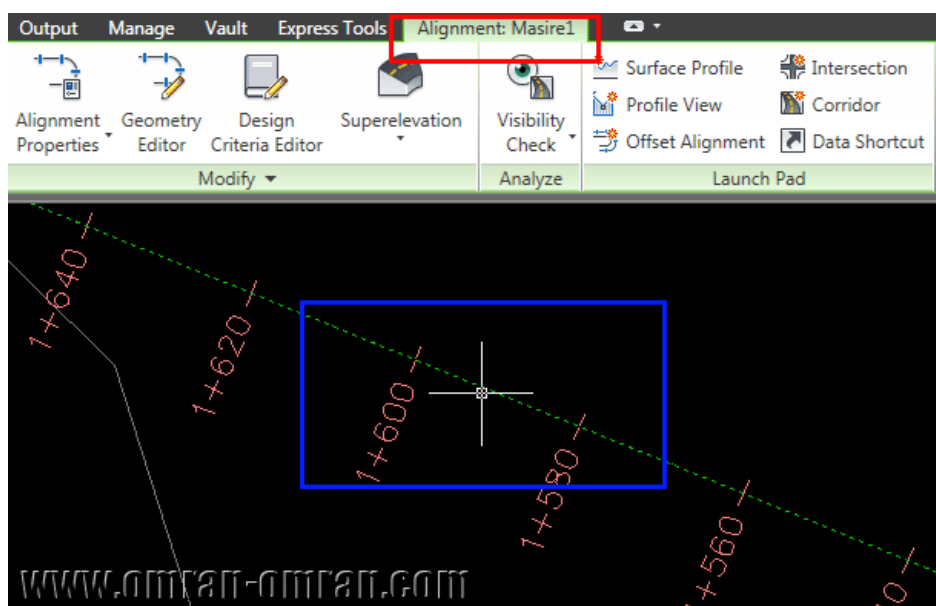 Output Manage Vault Express Tools Alignment: Masire1
Surface Profile Intersection
Profile View Corridor
Offset Alignment Data Shortcut
Alignment Properties
Geometry Editor
Design Criteria Editor
Superelevation
Visibility Check
Modify Analyze Launch Pad
1+640
1+620
1+600
1+580
1+560
0
www.omran-omran.com